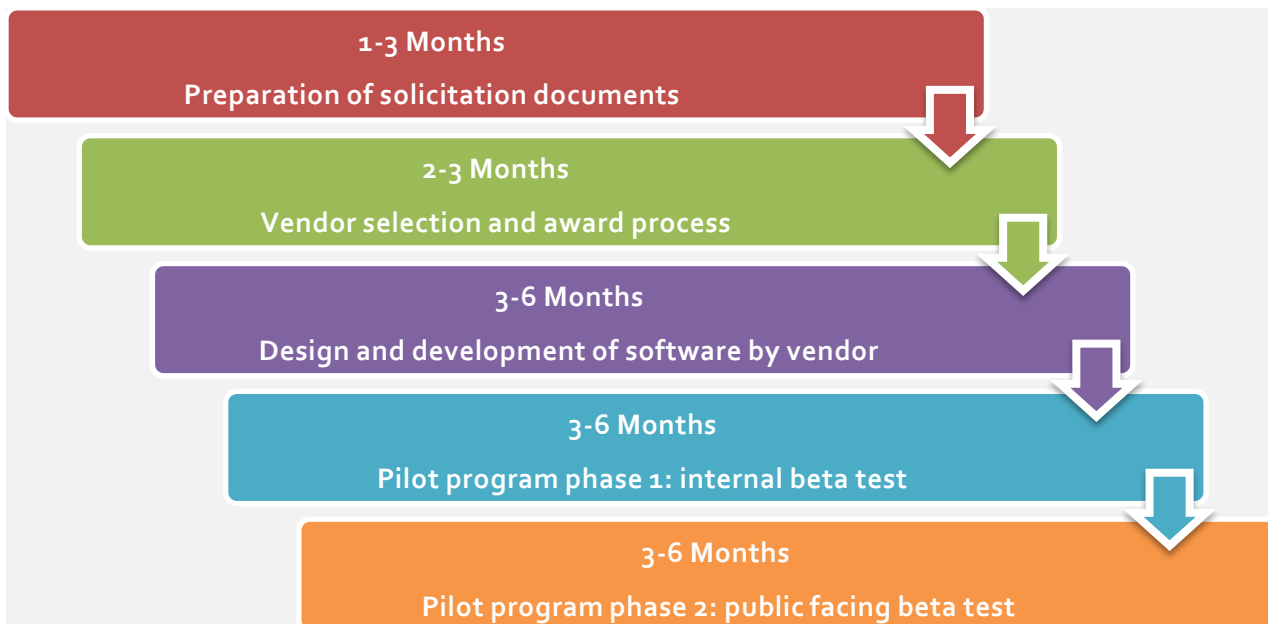 1-3 Months
Preparation of solicitation documents
2-3 Months
Vendor selection and award process
3-6 Months
Design and development of software by vendor
3-6 Months
Pilot program phase 1: internal beta test
3-6 Months
Pilot program phase 2: public facing beta test